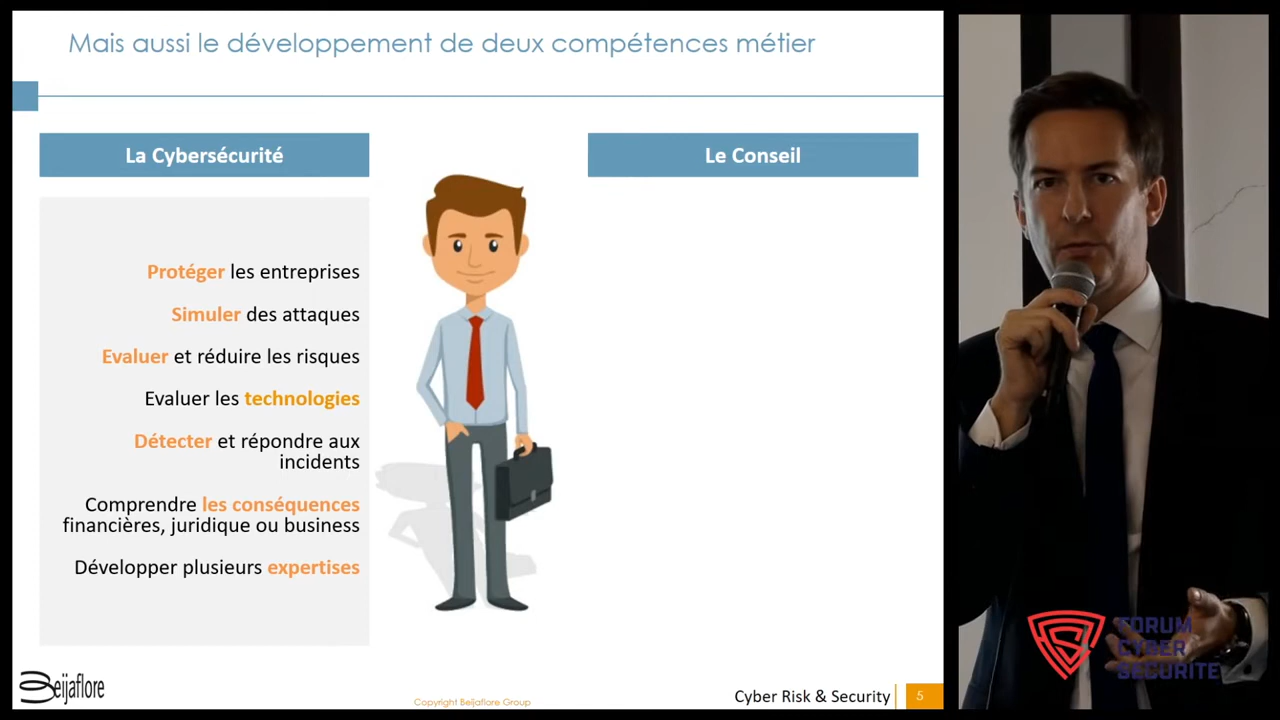 Mais aussi le développement de deux compétences métier
La Cybersécurité
Le Conseil
Protéger les entreprises
Simuler des attaques
Evaluer et réduire les risques
Evaluer les technologies
Détecter et répondre aux
incidents
Comprendre les conséquences
financières, juridique ou business
Développer plusieurs expertises
Beijaflore
Copyright Beijaflore Group
Cyber Risk & Security
5
FORUM
CYBER
SECURITE